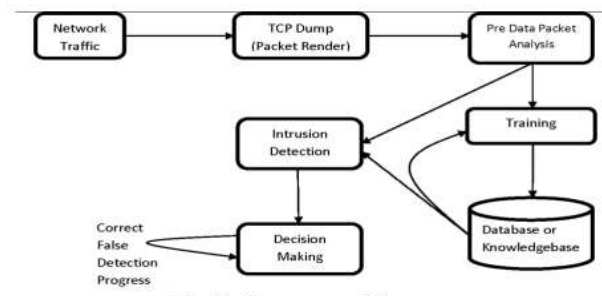 Network
Traffic
TCP Dump
(Packet Render)
Pre Data Packet
Analysis
Intrusion
Detection
Training
Correct
False
Detection
Progress
Decision
Making
Database or
Knowledgebase